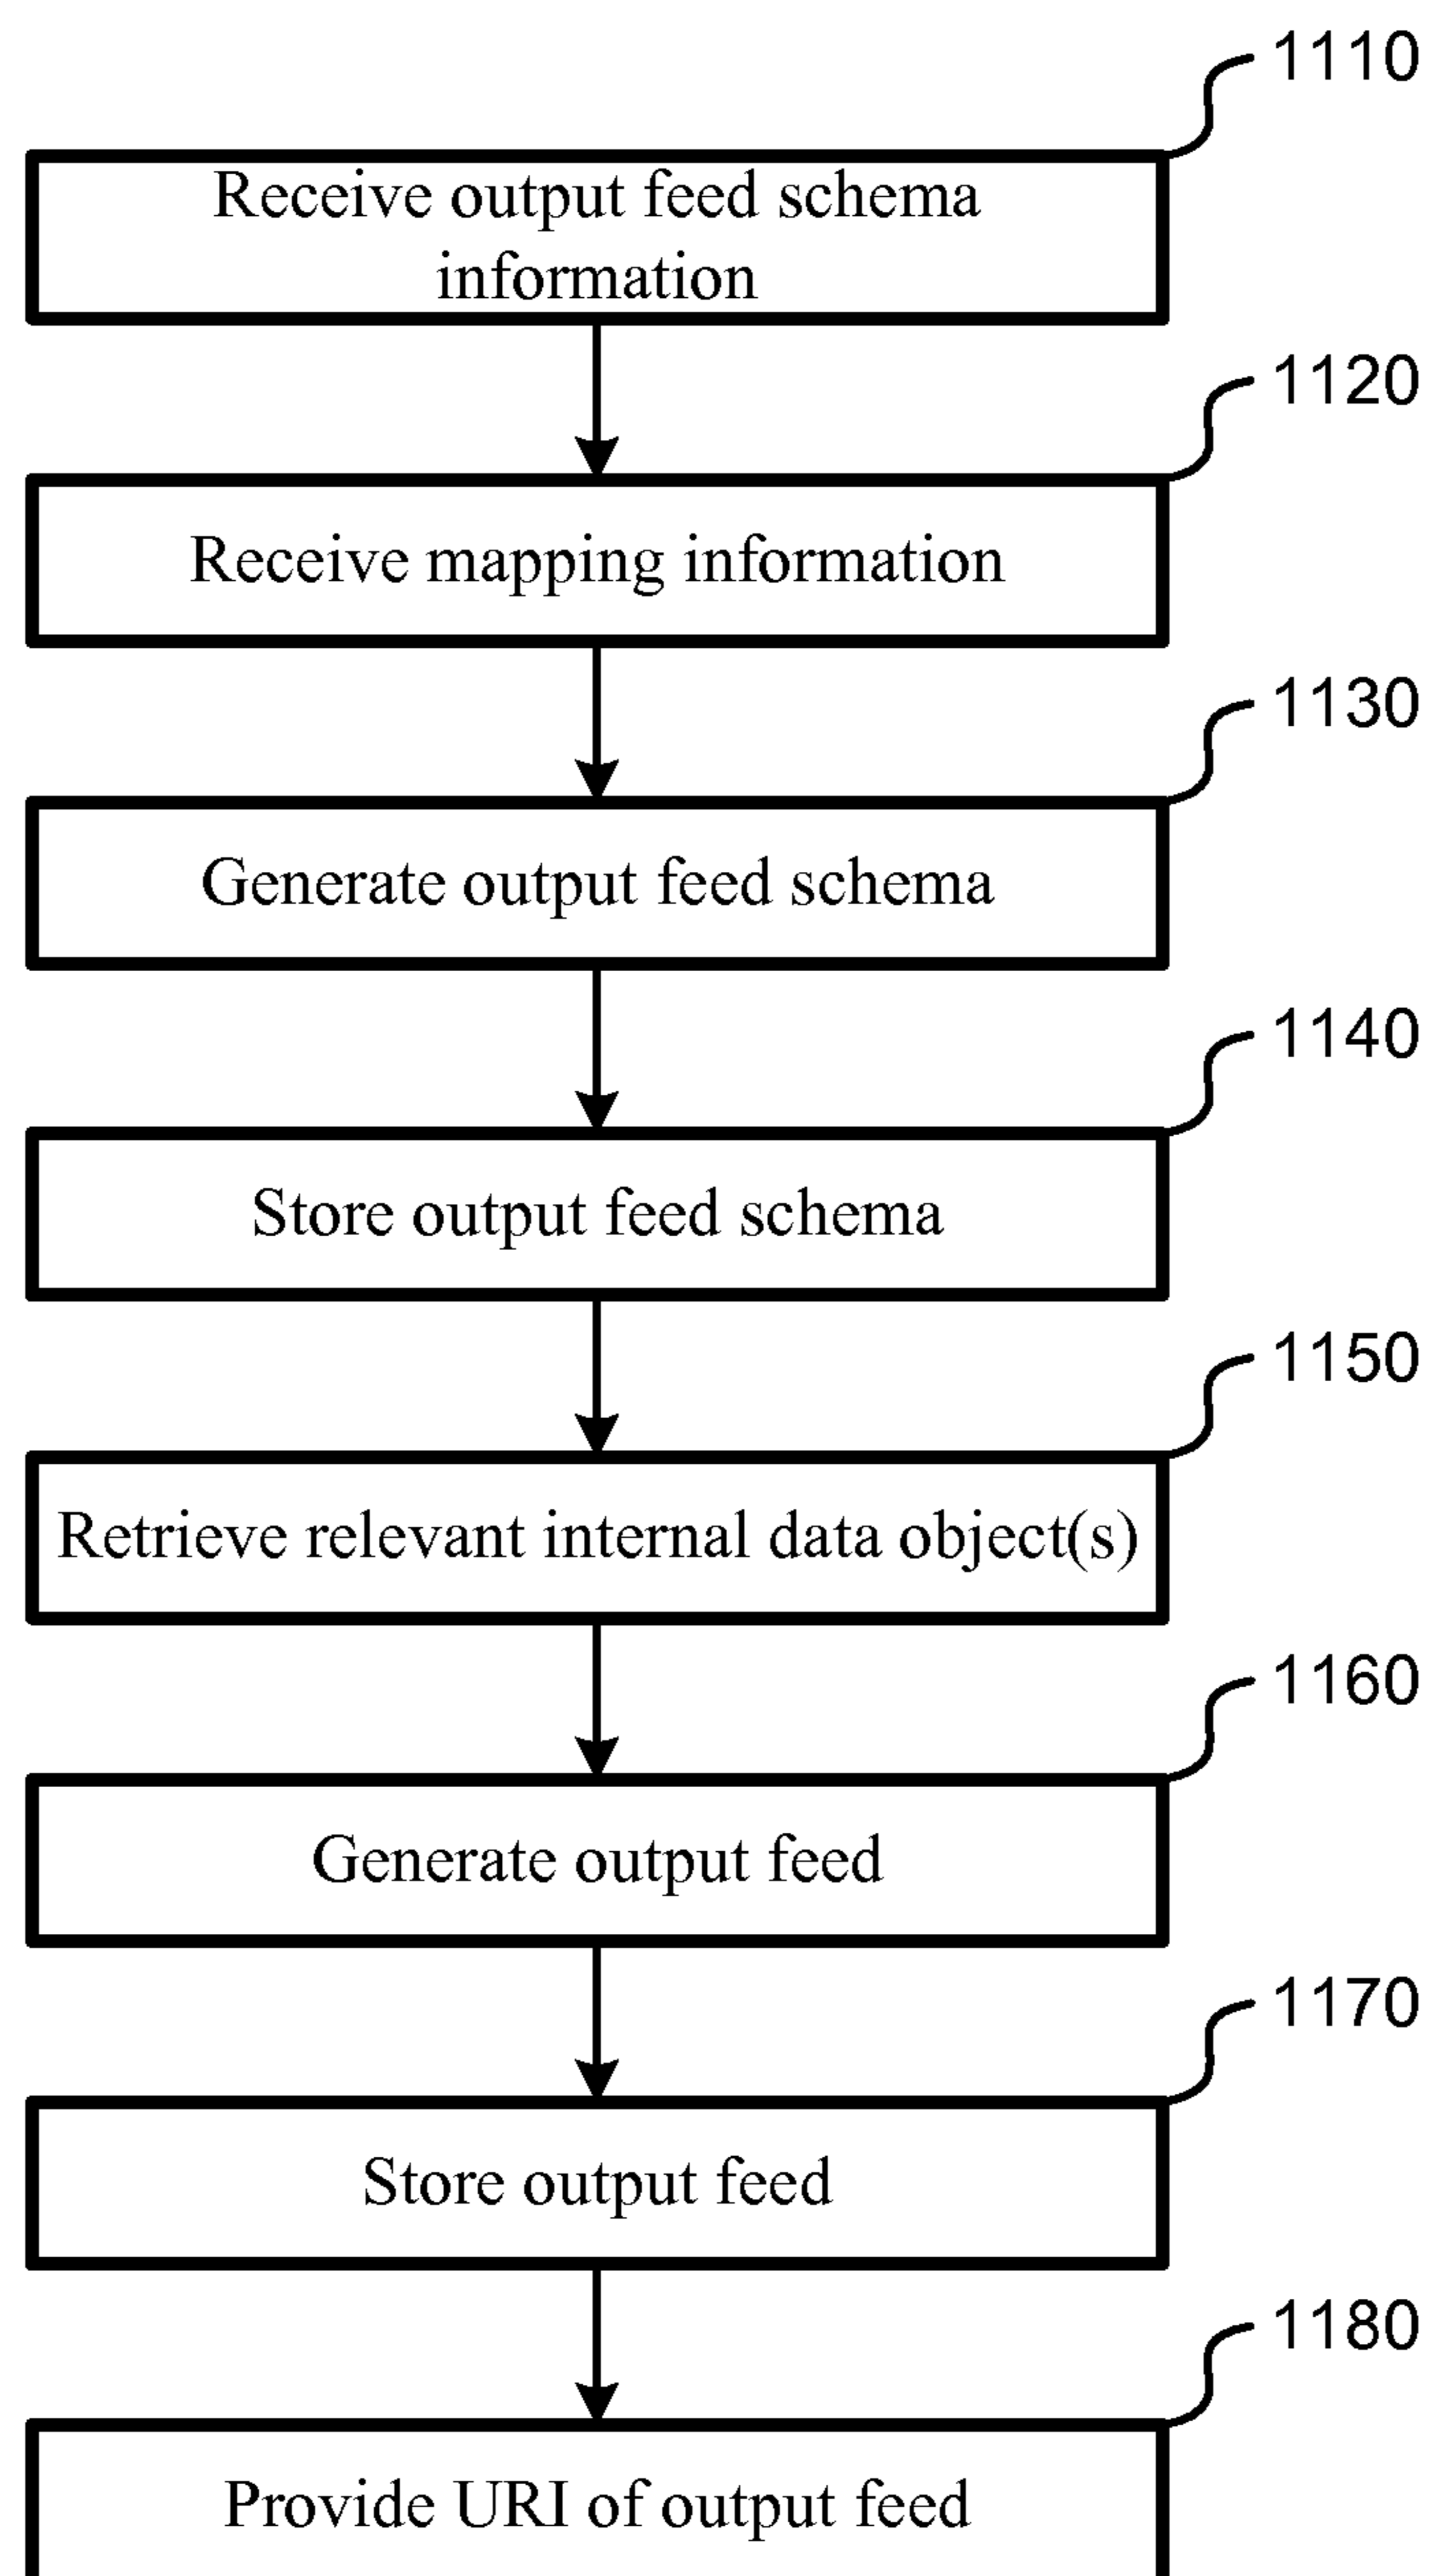 1110
Receive output feed schema
information
1120
Receive mapping information
1130
Generate output feed schema
1140
Store output feed schema
1150
Retrieve relevant internal data object(s)
1160
Generate output feed
1170
Store output feed
1180
Provide URI of output feed